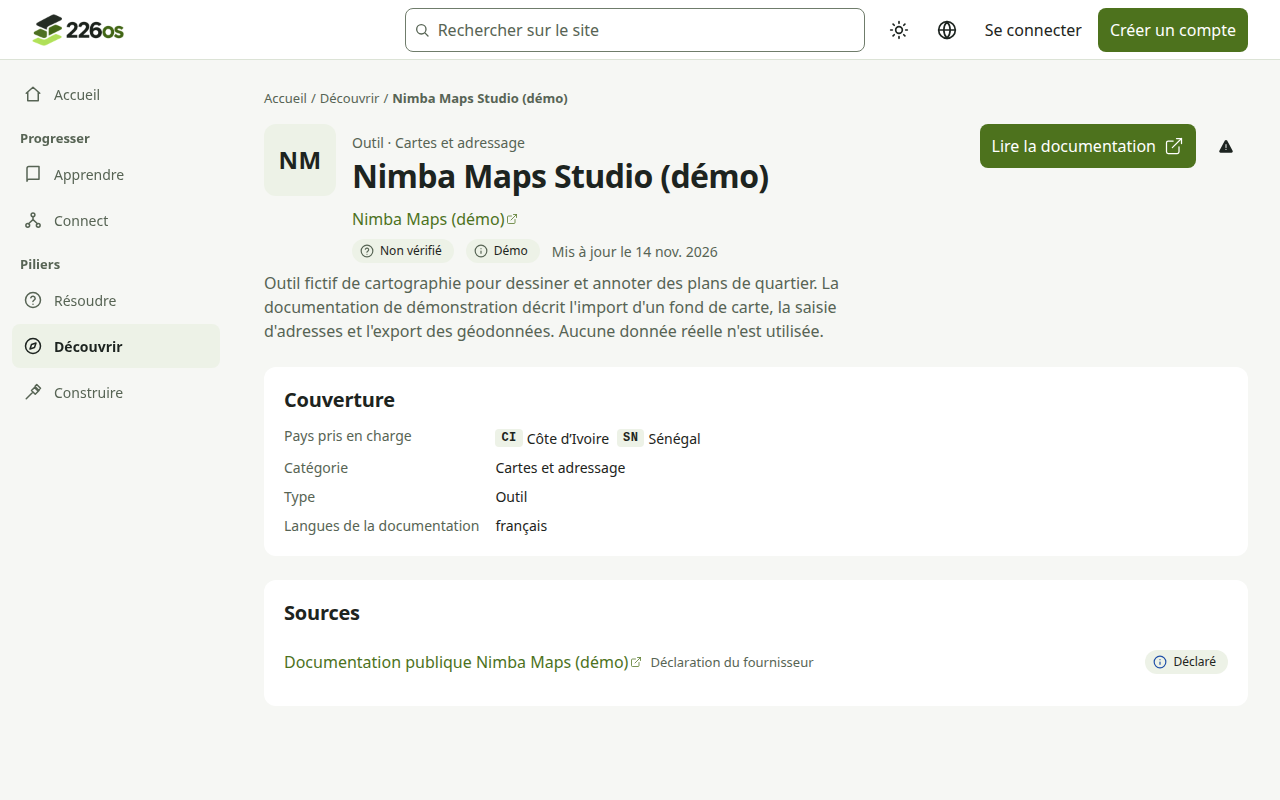 226os
Rechercher sur le site
Se connecter
Créer un compte
Accueil
Progresser
Apprendre
Connect
Piliers
Résoudre
Découvrir
Construire
Accueil / Découvrir / Nimba Maps Studio (démo)
NM
Outil · Cartes et adressage
Nimba Maps Studio (démo)
Nimba Maps (démo)
Non vérifié
Démo
Mis à jour le 14 nov. 2026
Lire la documentation
Outil fictif de cartographie pour dessiner et annoter des plans de quartier. La
documentation de démonstration décrit l'import d'un fond de carte, la saisie
d'adresses et l'export des géodonnées. Aucune donnée réelle n'est utilisée.
Couverture
Pays pris en charge CI Côte d’Ivoire SN Sénégal
Catégorie Cartes et adressage
Type Outil
Langues de la documentation français
Sources
Documentation publique Nimba Maps (démo) Déclaration du fournisseur Déclaré